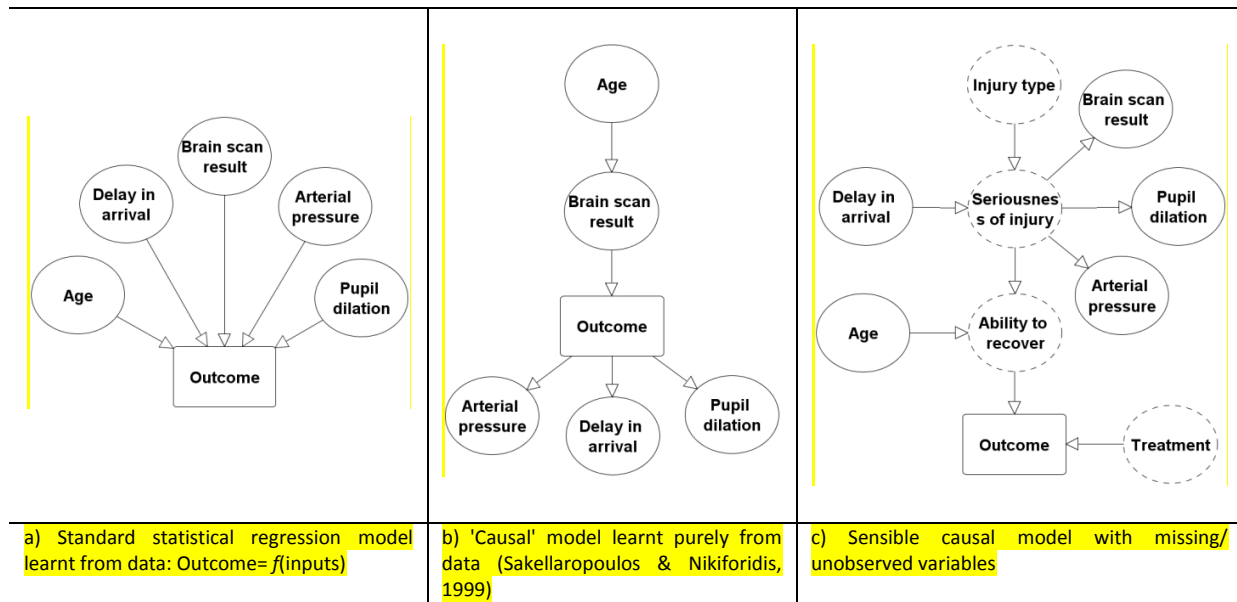 Brain scan
result
Delay in
arrival
Arterial
pressure
Age
Pupil
dilation
Outcome
a) Standard statistical regression model
learnt from data: Outcome= f(inputs)
Age
Brain scan
result
Outcome
Arterial
pressure
Delay in
arrival
Pupil
dilation
b) 'Causal' model learnt purely from
data (Sakellaropoulos & Nikiforidis,
1999)
Injury type
Brain scan
result
Delay in
arrival
Seriousnes
s of injury
Pupil
dilation
Arterial
pressure
Age
Ability to
recover
Outcome
Treatment
c) Sensible causal model with missing/
unobserved variables